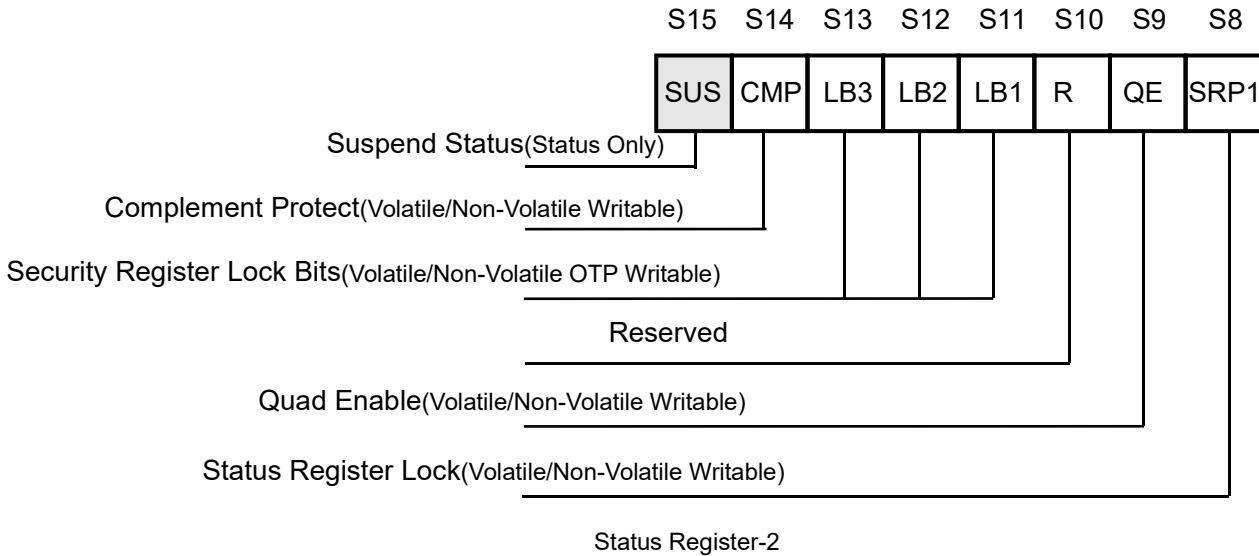 S15 S14 S13 S12 S11 S10 S9 S8
SUS CMP LB3 LB2 LB1 R QE SRP1
Suspend Status(Status Only)
Complement Protect(Volatile/Non-Volatile Writable)
Security Register Lock Bits(Volatile/Non-Volatile OTP Writable)
Reserved
Quad Enable(Volatile/Non-Volatile Writable)
Status Register Lock(Volatile/Non-Volatile Writable)
Status Register-2